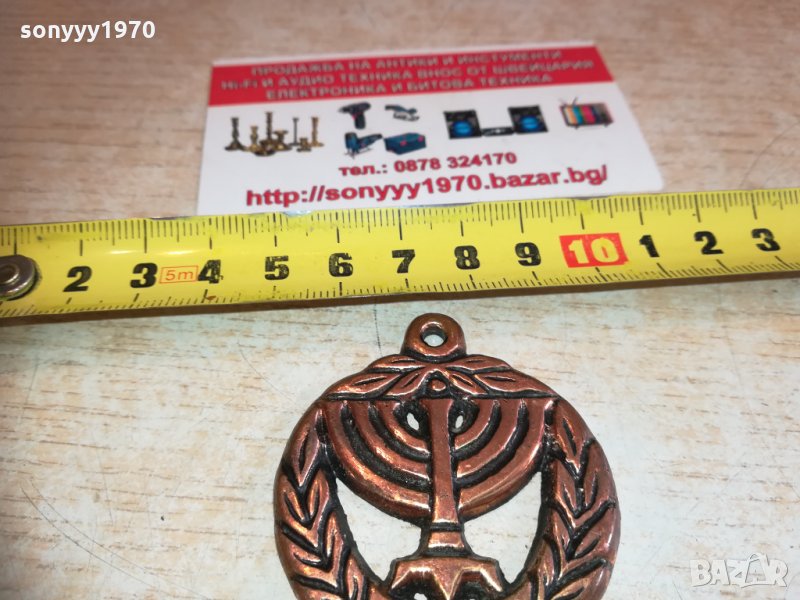 sonyyy1970
ПРОДАЖБА НА АНТИКИ И ИНСТУМЕНТИ
Hi-Fi И АУДИО ТЕХНИКА ВНОС ОТ ШВЕЙЦАРИЯ
ЕЛЕКТРОНИКА И БИТОВА ТЕХНИКА
тел.: 0878 324170
http://sonyyy1970.bazar.bg/
2 3 5m 4 5 6 7 8 9 10 1 2 3
BAZAR